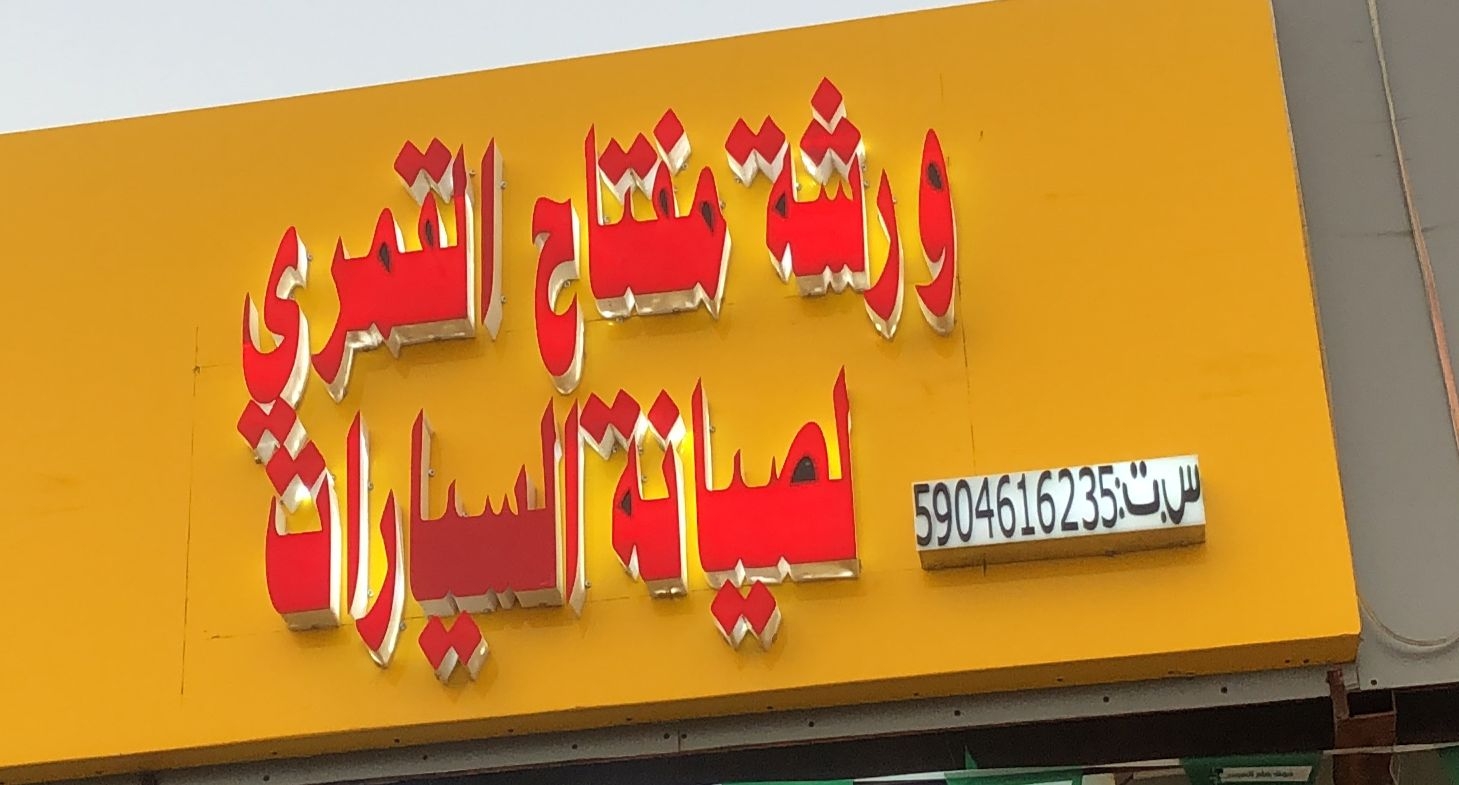 ورشة مفتاح القمري
لصيانة السيارات
س.ت:5904616235